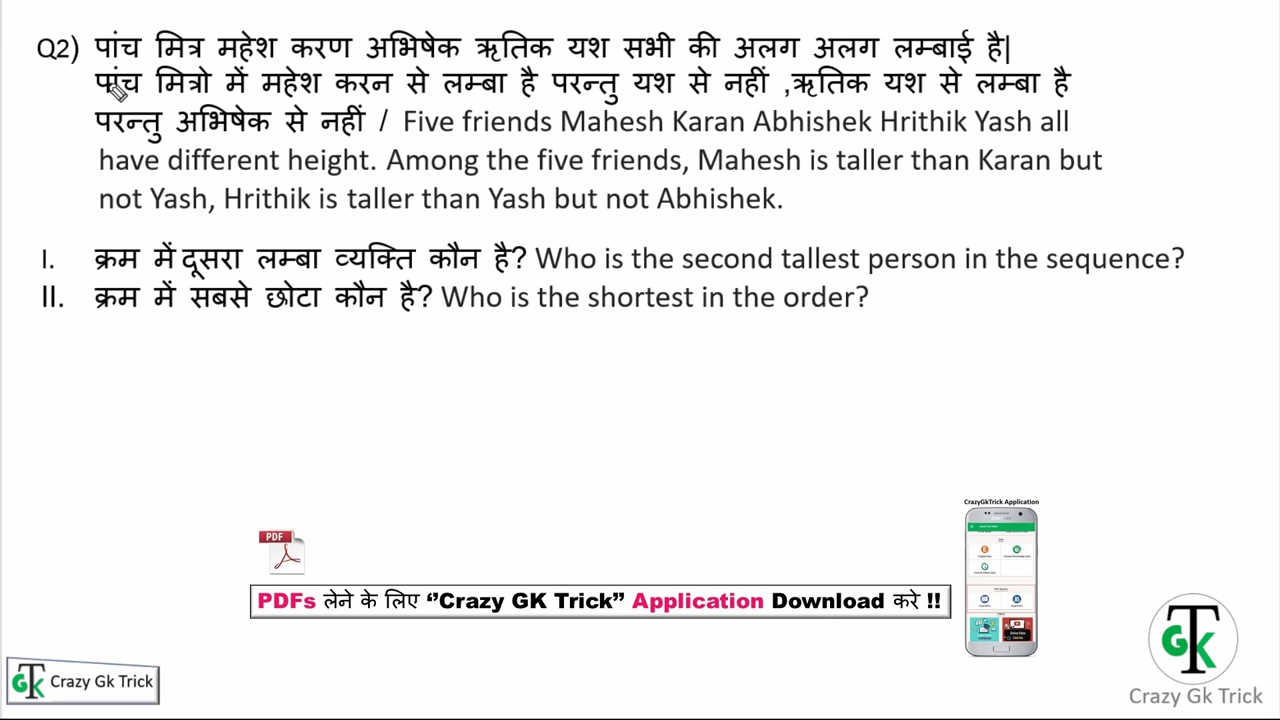 Q2) पांच मित्र महेश करण अभिषेक ऋतिक यश सभी की अलग अलग लम्बाई है|
पांच मित्रो में महेश करन से लम्बा है परन्तु यश से नहीं ,ऋतिक यश से लम्बा है
परन्तु अभिषेक से नहीं / Five friends Mahesh Karan Abhishek Hrithik Yash all
have different height. Among the five friends, Mahesh is taller than Karan but
not Yash, Hrithik is taller than Yash but not Abhishek.
I. क्रम में दूसरा लम्बा व्यक्ति कौन है? Who is the second tallest person in the sequence?
II. क्रम में सबसे छोटा कौन है? Who is the shortest in the order?
CrazyGkTrick Application
PDF
PDFs लेने के लिए ‘’Crazy GK Trick’’ Application Download करे !!
GTK Crazy Gk Trick
GTK
Crazy Gk Trick